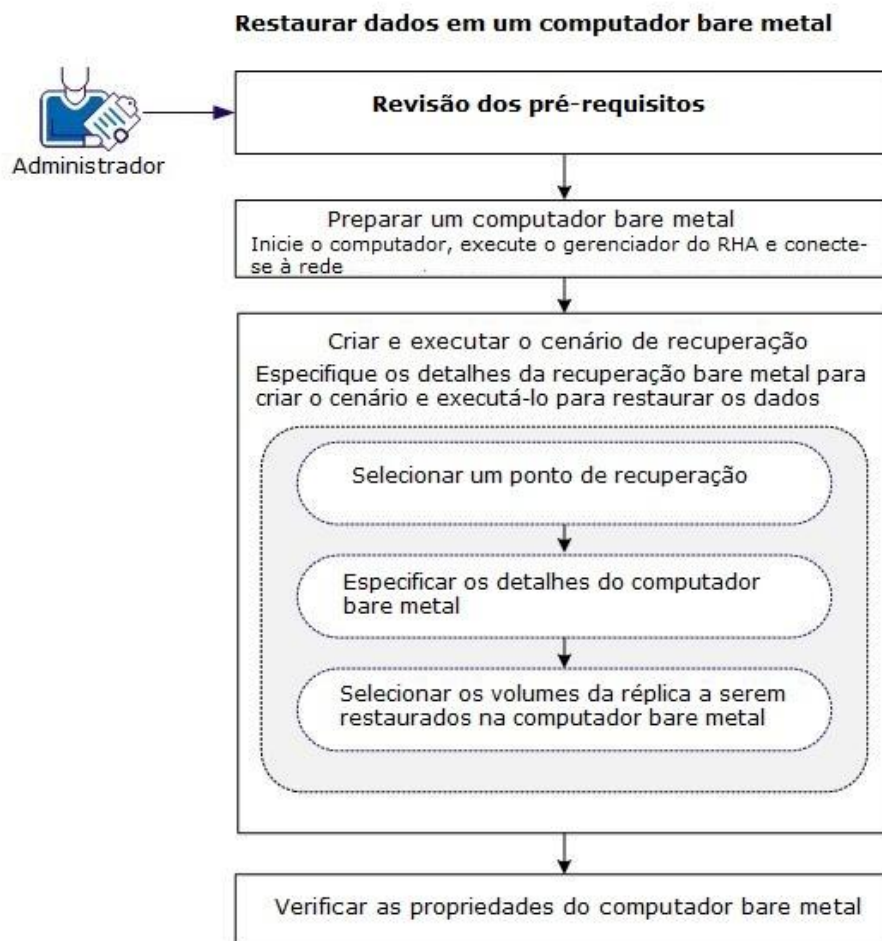 Restaurar dados em um computador bare metal
Revisão dos pré-requisitos
Administrador
Preparar um computador bare metal
Inicie o computador, execute o gerenciador do RHA e conecte-
se à rede
Criar e executar o cenário de recuperação
Especifique os detalhes da recuperação bare metal para
criar o cenário e executá-lo para restaurar os dados
Selecionar um ponto de recuperação
Especificar os detalhes do computador
bare metal
Selecionar os volumes da réplica a serem
restaurados na computador bare metal
Verificar as propriedades do computador bare metal